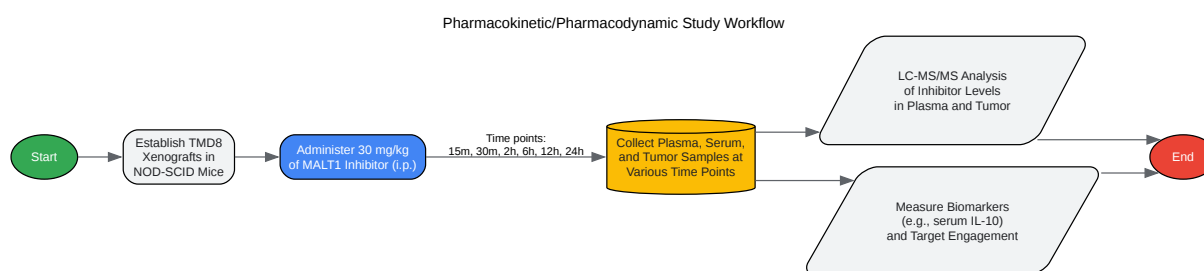 Pharmacokinetic/Pharmacodynamic Study Workflow
Start
Establish TMD8
Xenografts in
NOD-SCID Mice
Administer 30 mg/kg
of MALT1 Inhibitor (i.p.)
Time points:
15m, 30m, 2h, 6h, 12h, 24h
Collect Plasma, Serum,
and Tumor Samples at
Various Time Points
LC-MS/MS Analysis
of Inhibitor Levels
in Plasma and Tumor
Measure Biomarkers
(e.g., serum IL-10)
and Target Engagement
End